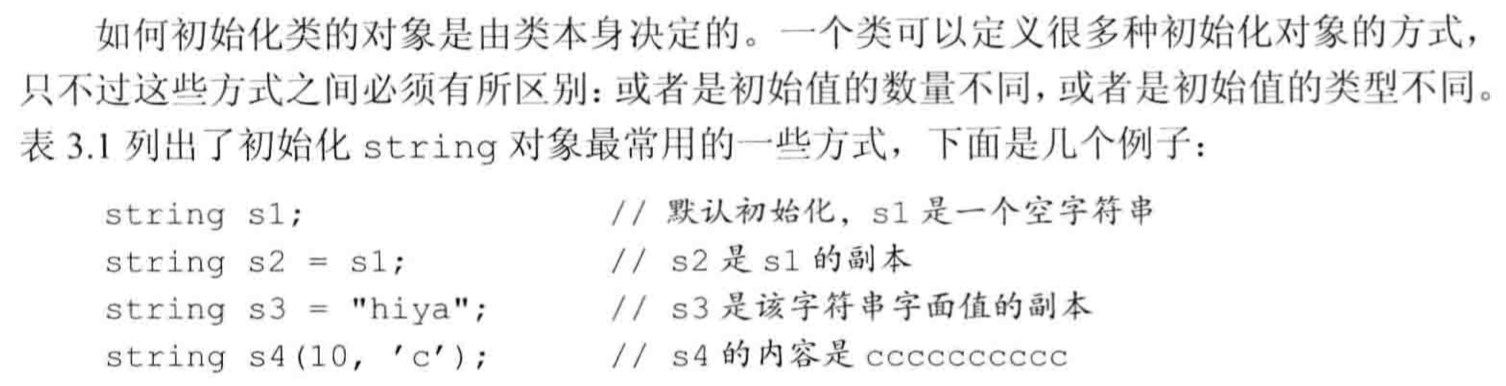 如何初始化类的对象是由类本身决定的。一个类可以定义很多种初始化对象的方式，
只不过这些方式之间必须有所区别：或者是初始值的数量不同，或者是初始值的类型不同。
表 3.1 列出了初始化 string 对象最常用的一些方式，下面是几个例子：
string s1; // 默认初始化，s1 是一个空字符串
string s2 = s1; // s2 是 s1 的副本
string s3 = "hiya"; // s3 是该字符串字面值的副本
string s4(10, 'c'); // s4 的内容是 cccccccccc